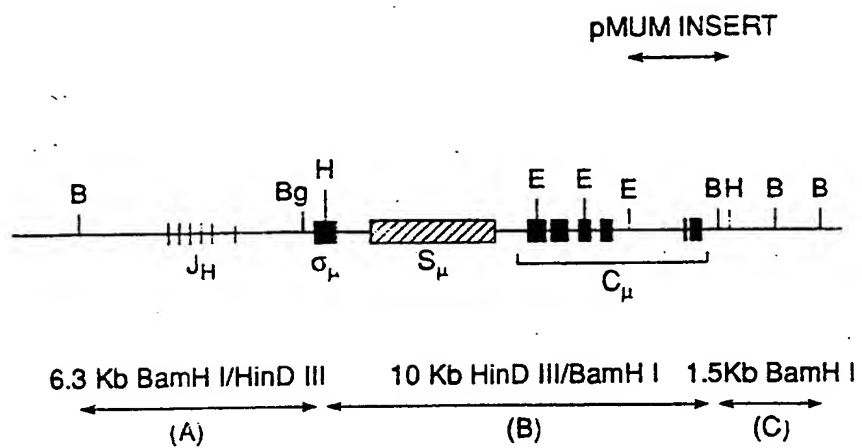 pMUM INSERT
H
B Bg E E E B H B B
J_H σ_μ S_μ C_μ
6.3 Kb BamH I/HinD III 10 Kb HinD III/BamH I 1.5Kb BamH I
(A) (B) (C)